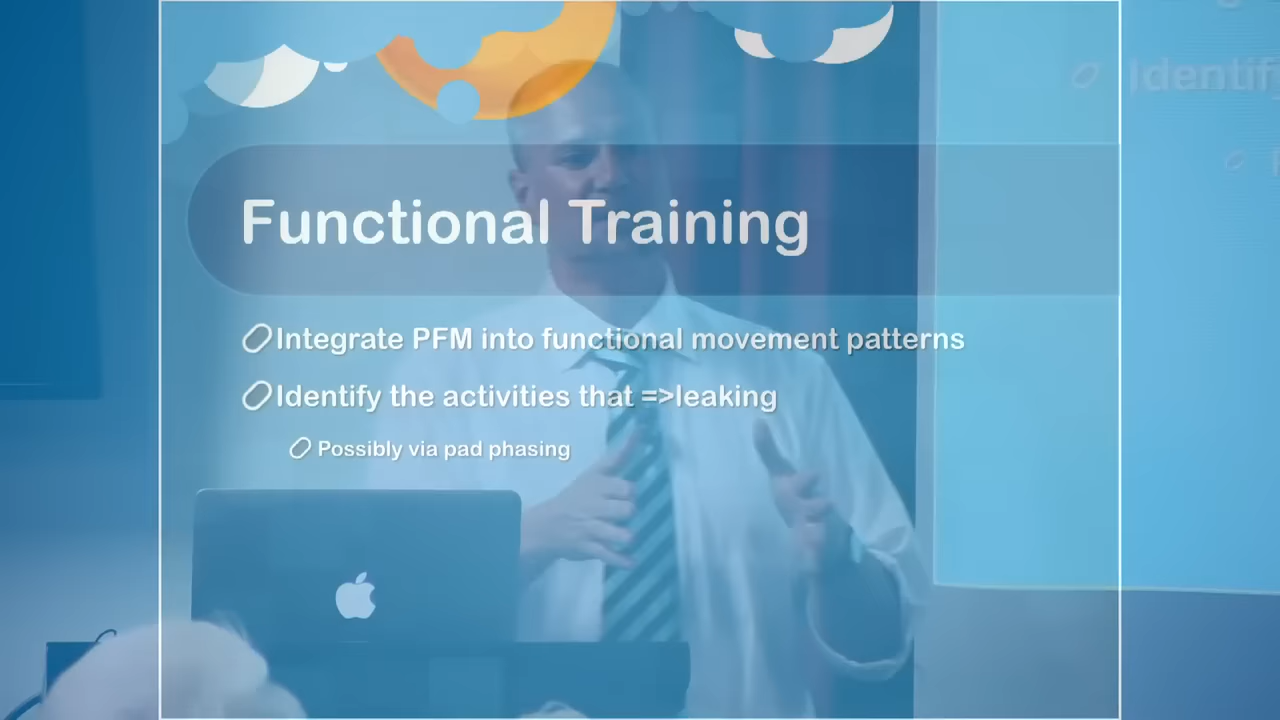 Functional Training
Integrate PFM into functional movement patterns
Identify the activities that =>leaking
Possibly via pad phasing